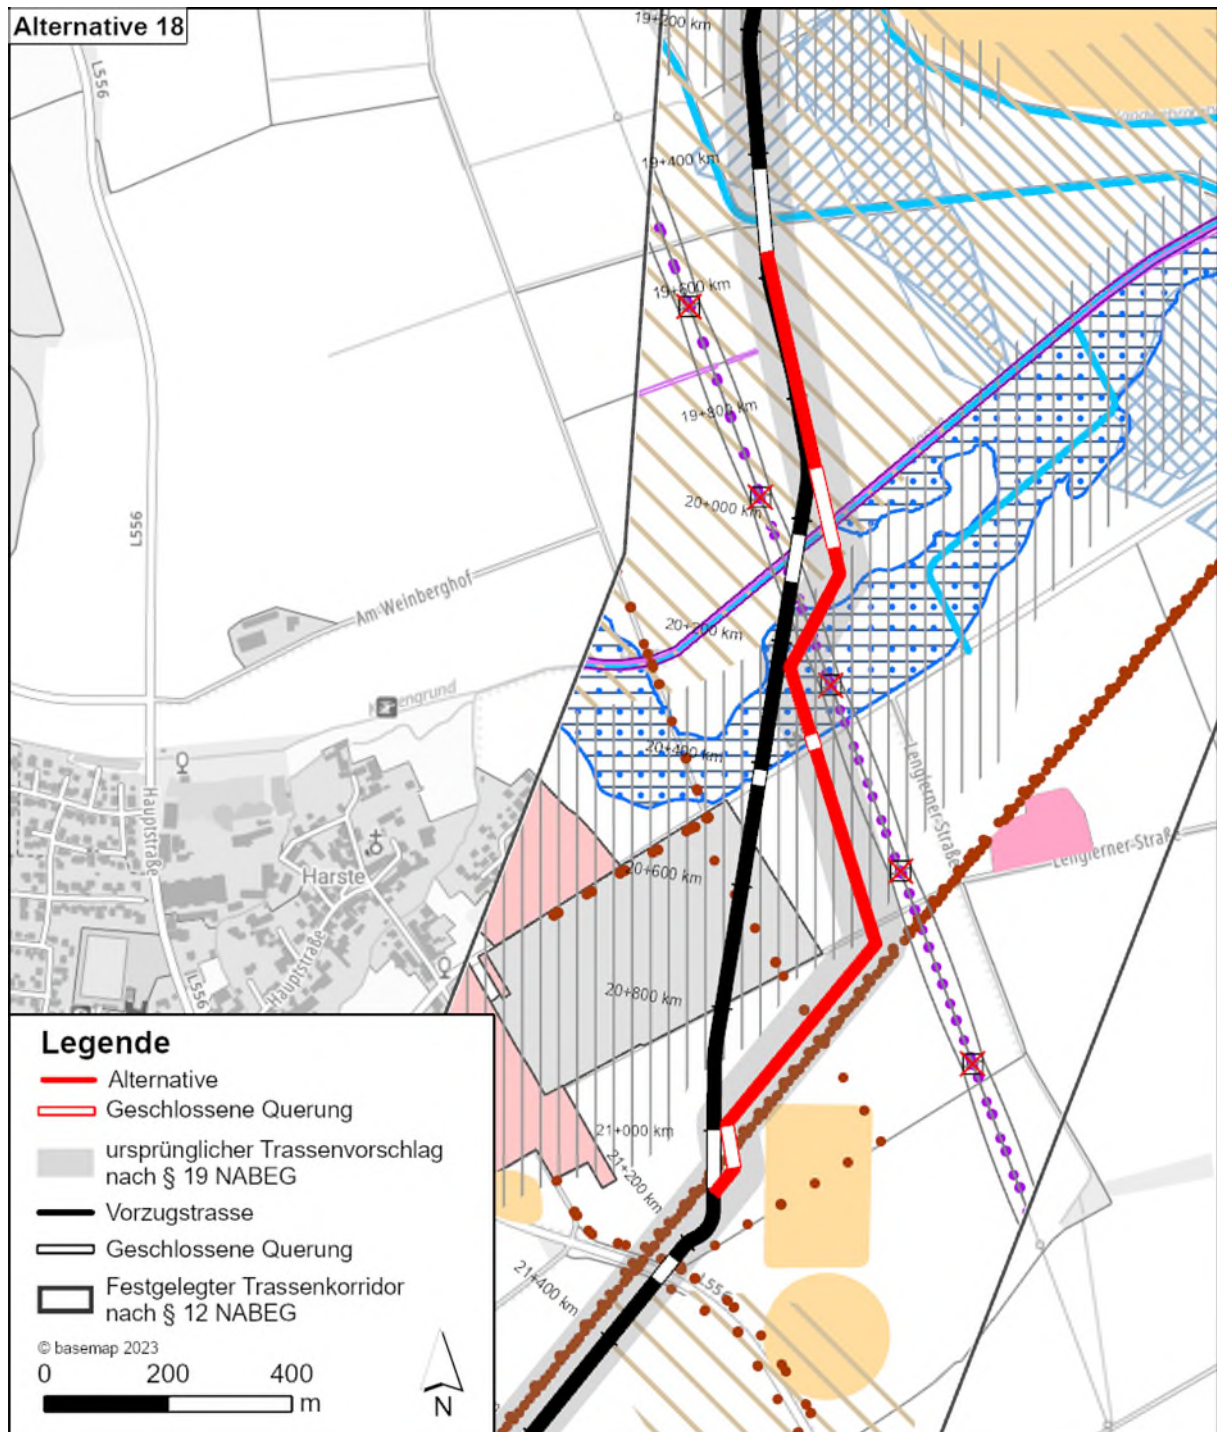 Alternative 18
19+200 km
L556
19+400 km
19+600 km
19+800 km
20+000 km
L556
Am-Weinberghof
20+200 km
20+400 km
Lenglerner-Straße
Hauptstraße
Lenglerner-Straße
Harste
20+600 km
Hauptstraße
L556
20+800 km
21+000 km
21+200 km
21+400 km
L556
Legende
Alternative
Geschlossene Querung
ursprünglicher Trassenvorschlag
nach § 19 NABEG
Vorzugstrasse
Geschlossene Querung
Festgelegter Trassenkorridor
nach § 12 NABEG
© basemap 2023
0 200 400
m
N